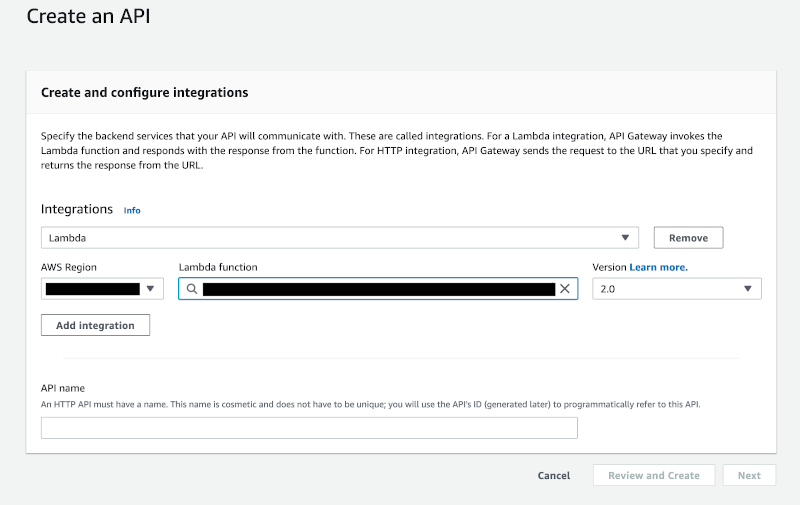 Create an API
Create and configure integrations
Specify the backend services that your API will communicate with. These are called integrations. For a Lambda integration, API Gateway invokes the
Lambda function and responds with the response from the function. For HTTP integration, API Gateway sends the request to the URL that you specify and
returns the response from the URL.
Integrations Info
Lambda Remove
AWS Region Lambda function Version Learn more.
2.0
Add integration
API name
An HTTP API must have a name. This name is cosmetic and does not have to be unique; you will use the API's ID (generated later) to programmatically refer to this API.
Cancel Review and Create Next